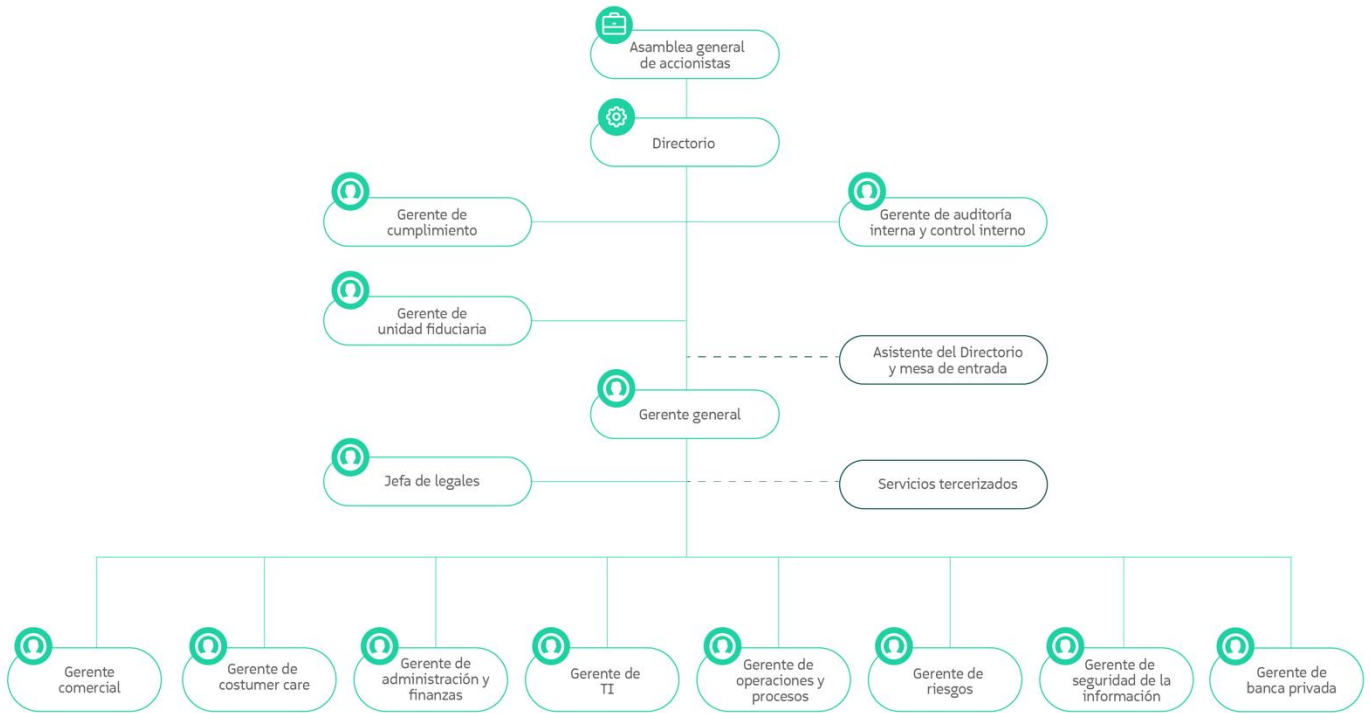 Asamblea general
de accionistas
Directorio
Gerente de
cumplimiento
Gerente de auditoría
interna y control interno
Gerente de
unidad fiduciaria
Asistente del Directorio
y mesa de entrada
Gerente general
Jefa de legales
Servicios tercerizados
Gerente
comercial
Gerente de
costumer care
Gerente de
administración y
finanzas
Gerente de
TI
Gerente de
operaciones y
procesos
Gerente de
riesgos
Gerente de
seguridad de la
información
Gerente de
banca privada